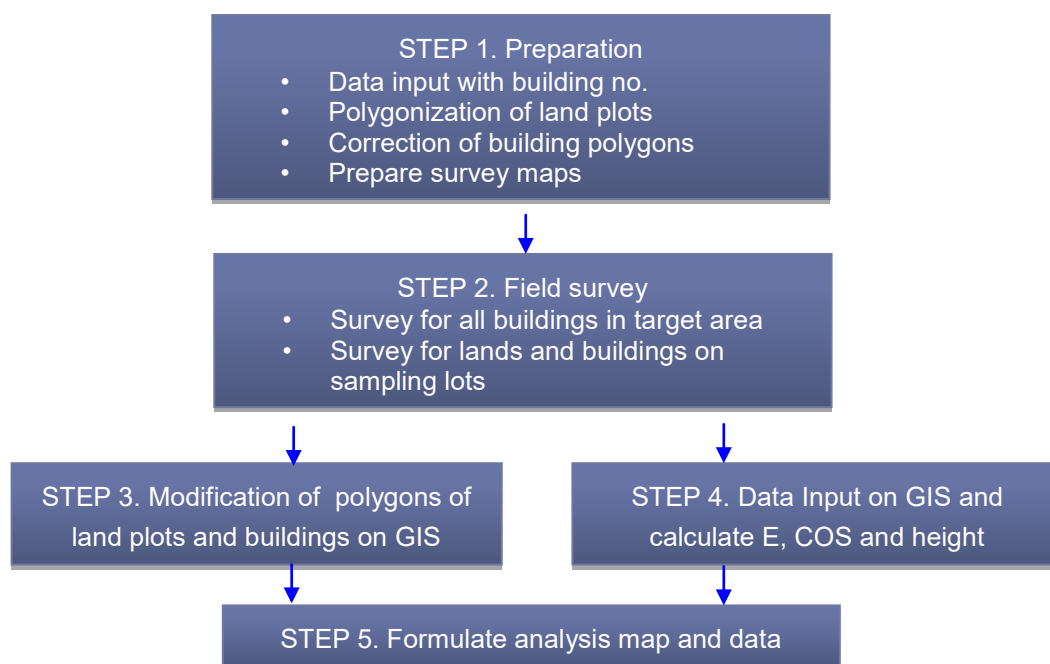 STEP 1. Preparation
• Data input with building no.
• Polygonization of land plots
• Correction of building polygons
• Prepare survey maps
STEP 2. Field survey
• Survey for all buildings in target area
• Survey for lands and buildings on
sampling lots
STEP 3. Modification of polygons of
land plots and buildings on GIS
STEP 4. Data Input on GIS and
calculate E, COS and height
STEP 5. Formulate analysis map and data